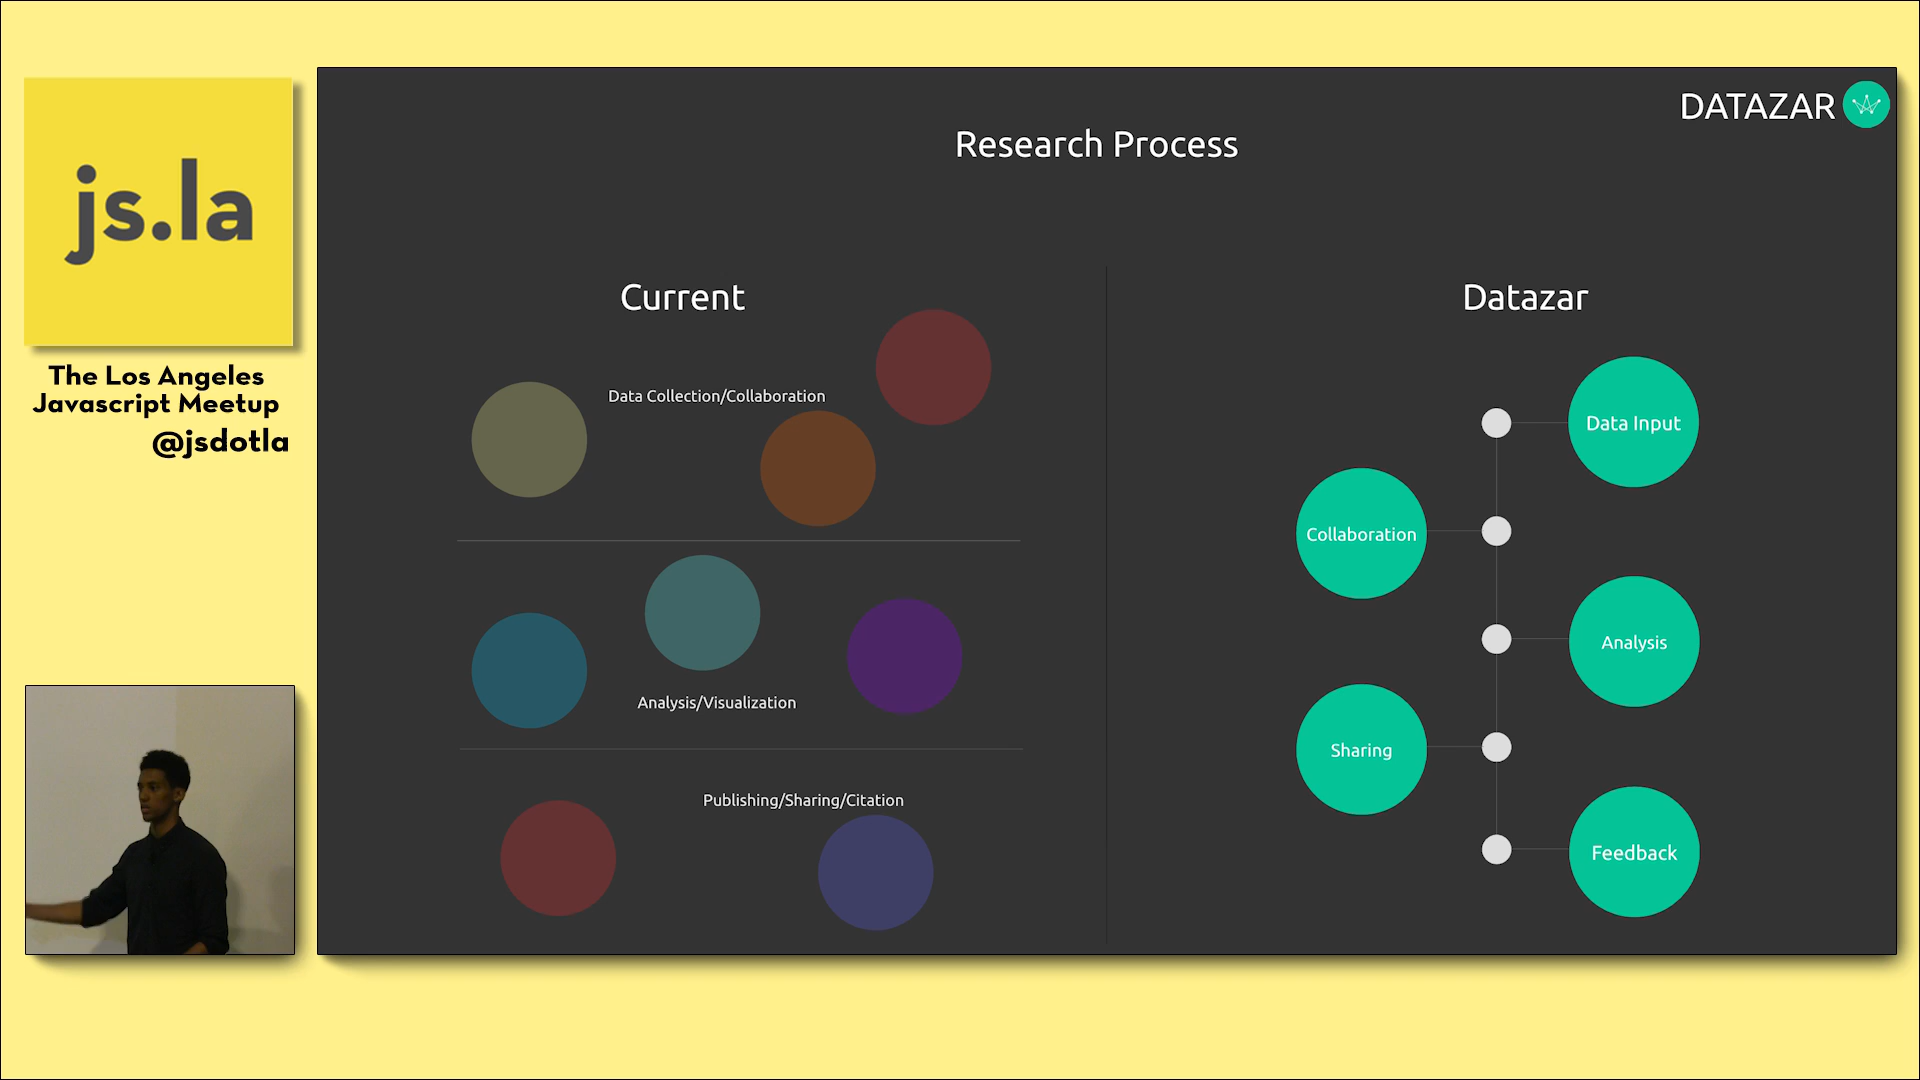 js.la
The Los Angeles
Javascript Meetup
@jsdotla
DATAZAR
Research Process
Current
Data Collection/Collaboration
Analysis/Visualization
Publishing/Sharing/Citation
Datazar
Data Input
Collaboration
Analysis
Sharing
Feedback